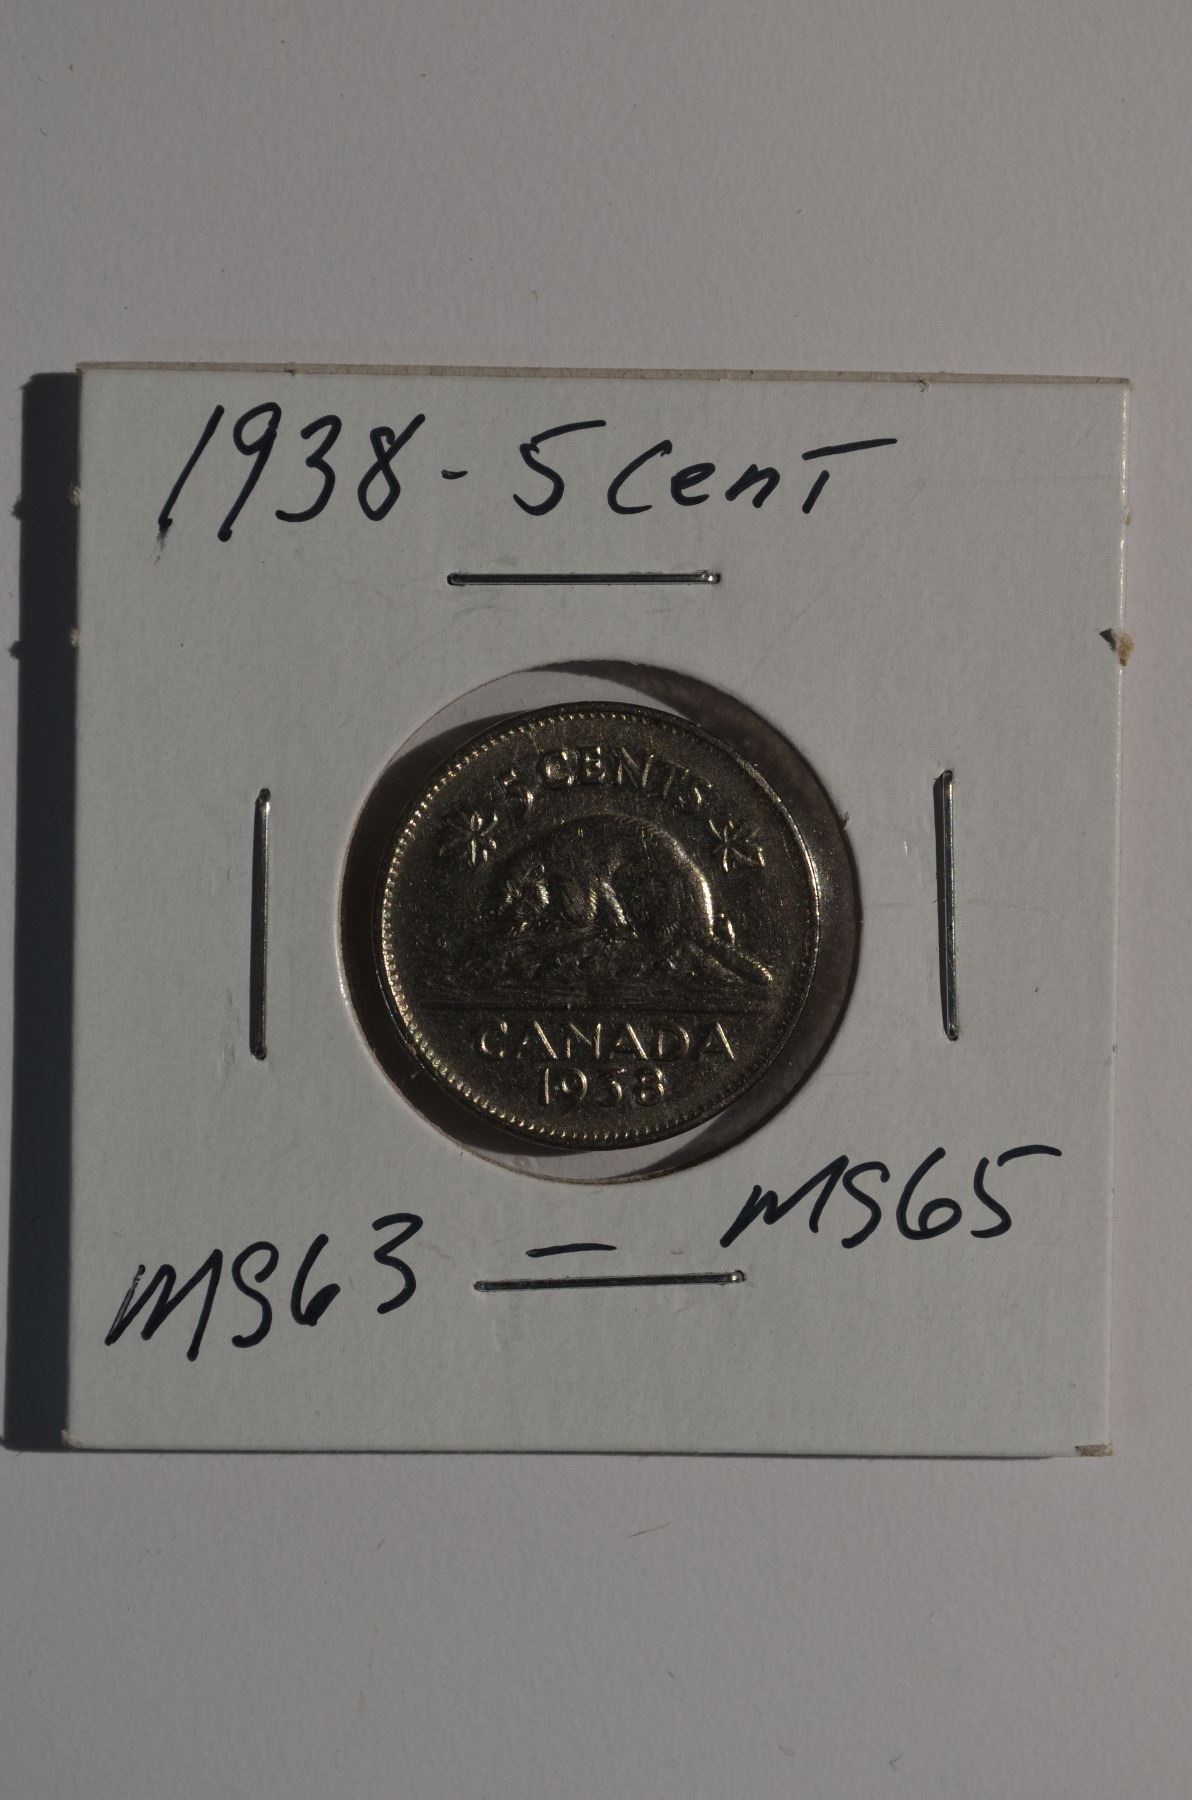 1938 - 5 Cent
5 CENTS
CANADA
1938
MS63 - MS65